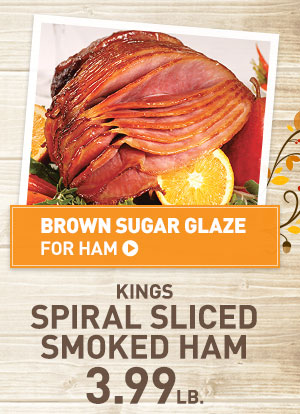 BROWN SUGAR GLAZE
FOR HAM
KINGS
SPIRAL SLICED
SMOKED HAM
3.99LB.